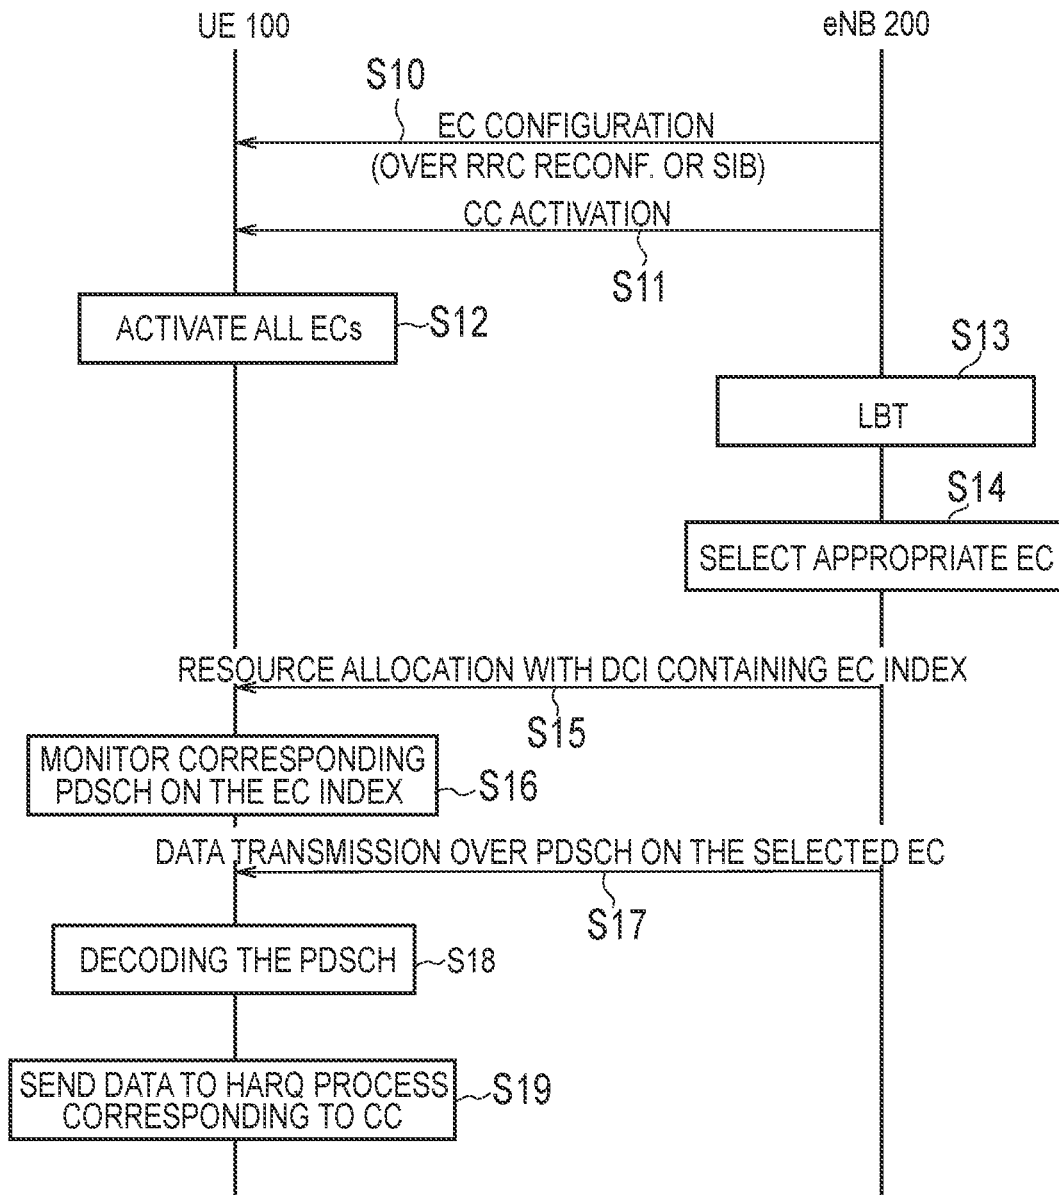 UE 100
eNB 200
S10
EC CONFIGURATION
(OVER RRC RECONF. OR SIB)
CC ACTIVATION
S11
ACTIVATE ALL ECs
S12
S13
LBT
S14
SELECT APPROPRIATE EC
RESOURCE ALLOCATION WITH DCI CONTAINING EC INDEX
S15
MONITOR CORRESPONDING
PDSCH ON THE EC INDEX
S16
DATA TRANSMISSION OVER PDSCH ON THE SELECTED EC
S17
DECODING THE PDSCH
S18
SEND DATA TO HARQ PROCESS
CORRESPONDING TO CC
S19